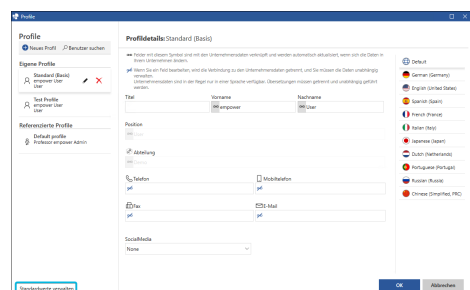 Profile
Profile
Neues Profil
Benutzer suchen
Eigene Profile
Standard (Basis)
empower User
User
Test Profile
empower User
User
Referenzierte Profile
Default profile
Professor empower Admin
Standardwerte verwalten
Profildetails: Standard (Basis)
Felder mit diesem Symbol sind mit den Unternehmensdaten verknüpft und werden automatisch aktualisiert, wenn sich die Daten in
Ihrem Unternehmen ändern.
Wenn Sie ein Feld bearbeiten, wird die Verbindung zu den Unternehmensdaten getrennt, und Sie müssen die Daten unabhängig
verwalten.
Unternehmensdaten sind in der Regel nur in einer Sprache verfügbar. Übersetzungen müssen getrennt und unabhängig geführt
werden.
Titel
Vorname
Nachname
empower
User
Position
User
Abteilung
Telefon
Mobiltelefon
Fax
E-Mail
SocialMedia
None
Default
German (Germany)
English (United States)
Spanish (Spain)
French (France)
Italian (Italy)
Japanese (Japan)
Dutch (Netherlands)
Portuguese (Portugal)
Russian (Russia)
Chinese (Simplified, PRC)
OK
Abbrechen